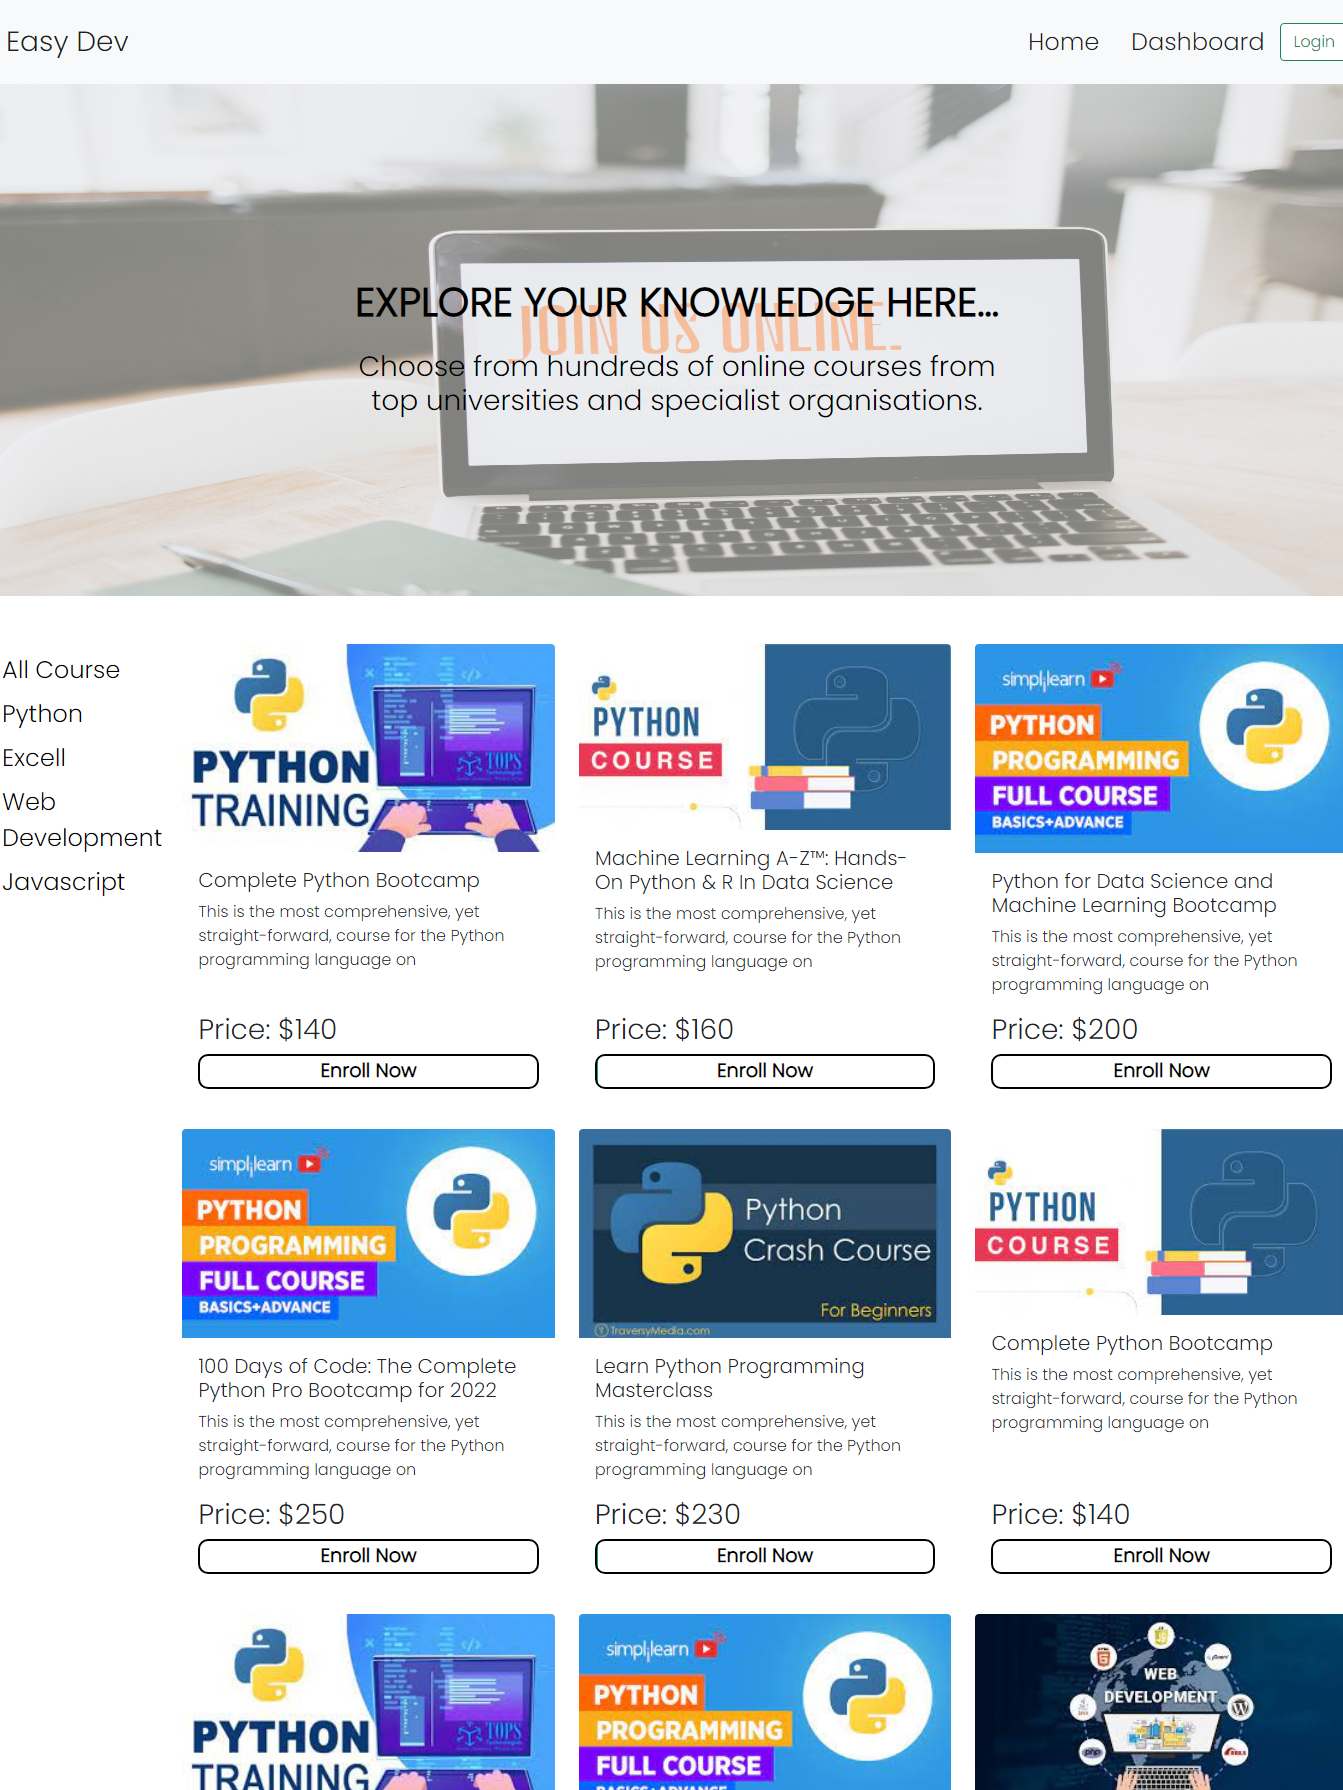 Easy Dev
Home
Dashboard
Login
JOIN US ONLINE.
EXPLORE YOUR KNOWLEDGE HERE...
Choose from hundreds of online courses from
top universities and specialist organisations.
All Course
Python
Excell
Web
Development
Javascript
PYTHON
TRAINING
TOPS
Complete Python Bootcamp
This is the most comprehensive, yet
straight-forward, course for the Python
programming language on
Price: $140
Enroll Now
PYTHON
COURSE
Machine Learning A-Z™: Hands-
On Python & R In Data Science
This is the most comprehensive, yet
straight-forward, course for the Python
programming language on
Price: $160
Enroll Now
simplilearn
PYTHON
PROGRAMMING
FULL COURSE
BASICS+ADVANCE
Python for Data Science and
Machine Learning Bootcamp
This is the most comprehensive, yet
straight-forward, course for the Python
programming language on
Price: $200
Enroll Now
simplilearn
PYTHON
PROGRAMMING
FULL COURSE
BASICS+ADVANCE
100 Days of Code: The Complete
Python Pro Bootcamp for 2022
This is the most comprehensive, yet
straight-forward, course for the Python
programming language on
Price: $250
Enroll Now
Python
Crash Course
For Beginners
TraversyMedia.com
Learn Python Programming
Masterclass
This is the most comprehensive, yet
straight-forward, course for the Python
programming language on
Price: $230
Enroll Now
PYTHON
COURSE
Complete Python Bootcamp
This is the most comprehensive, yet
straight-forward, course for the Python
programming language on
Price: $140
Enroll Now
PYTHON
TRAINING
TOPS
simplilearn
PYTHON
PROGRAMMING
FULL COURSE
BASICS+ADVANCE
WEB
DEVELOPMENT
php